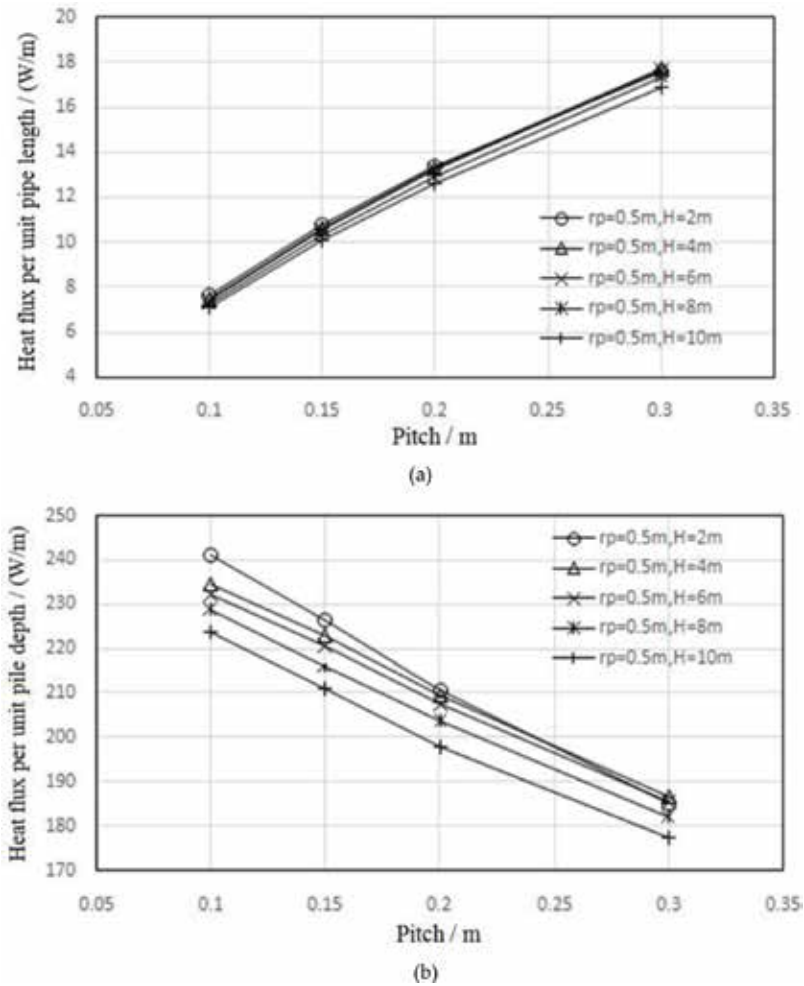 20
18
16
14
12
10
8
6
4
Heat flux per unit pipe length / (W/m)
rp=0.5m,H=2m
rp=0.5m,H=4m
rp=0.5m,H=6m
rp=0.5m,H=8m
rp=0.5m,H=10m
0.05 0.1 0.15 0.2 0.25 0.3 0.35
Pitch / m
(a)
250
240
230
220
210
200
190
180
170
Heat flux per unit pile depth / (W/m)
rp=0.5m,H=2m
rp=0.5m,H=4m
rp=0.5m,H=6m
rp=0.5m,H=8m
rp=0.5m,H=10m
0.05 0.1 0.15 0.2 0.25 0.3 0.35
Pitch / m
(b)